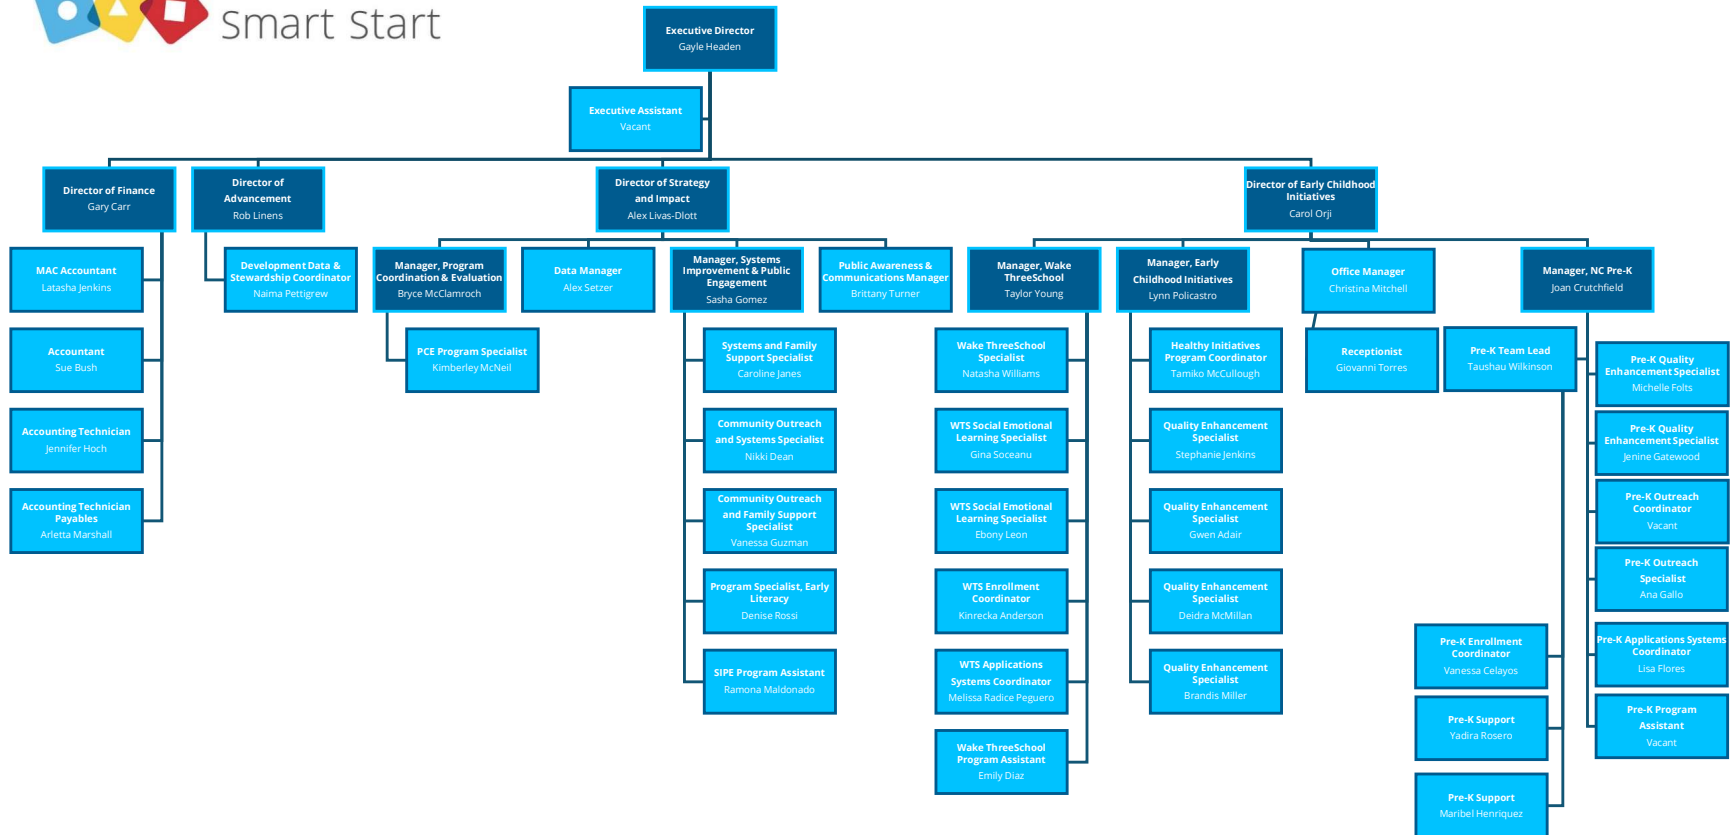 Smart Start
Executive Director
Gayle Headen
Executive Assistant
Vacant
Director of Finance
Gary Carr
Director of
Advancement
Rob Linens
Director of Strategy
and Impact
Alex Livas-Dlott
Director of Early Childhood
Initiatives
Carol Orji
MAC Accountant
Latasha Jenkins
Development Data &
Stewardship Coordinator
Naima Pettigrew
Manager, Program
Coordination & Evaluation
Bryce McClamroch
Data Manager
Alex Setzer
Manager, Systems
Improvement & Public
Engagement
Sasha Gomez
Public Awareness &
Communications Manager
Brittany Turner
Manager, Wake
ThreeSchool
Taylor Young
Manager, Early
Childhood Initiatives
Lynn Policastro
Office Manager
Christina Mitchell
Manager, NC Pre-K
Joan Crutchfield
Accountant
Sue Bush
Accounting Technician
Jennifer Hoch
Accounting Technician
Payables
Arletta Marshall
PCE Program Specialist
Kimberley McNeil
Systems and Family
Support Specialist
Caroline Janes
Community Outreach
and Systems Specialist
Nikki Dean
Community Outreach
and Family Support
Specialist
Vanessa Guzman
Program Specialist, Early
Literacy
Denise Rossi
SIPE Program Assistant
Ramona Maldonado
Wake ThreeSchool
Specialist
Natasha Williams
WTS Social Emotional
Learning Specialist
Gina Soceanu
WTS Social Emotional
Learning Specialist
Ebony Leon
WTS Enrollment
Coordinator
Kinrecka Anderson
WTS Applications
Systems Coordinator
Melissa Radice Peguero
Wake ThreeSchool
Program Assistant
Emily Diaz
Healthy Initiatives
Program Coordinator
Tamiko McCullough
Quality Enhancement
Specialist
Stephanie Jenkins
Quality Enhancement
Specialist
Gwen Adair
Quality Enhancement
Specialist
Deidra McMillan
Quality Enhancement
Specialist
Brandis Miller
Receptionist
Giovanni Torres
Pre-K Team Lead
Taushau Wilkinson
Pre-K Enrollment
Coordinator
Vanessa Celayos
Pre-K Support
Yadira Rosero
Pre-K Support
Maribel Henriquez
Pre-K Quality
Enhancement Specialist
Michelle Folts
Pre-K Quality
Enhancement Specialist
Jenine Gatewood
Pre-K Outreach
Coordinator
Vacant
Pre-K Outreach
Specialist
Ana Gallo
Pre-K Applications Systems
Coordinator
Lisa Flores
Pre-K Program
Assistant
Vacant